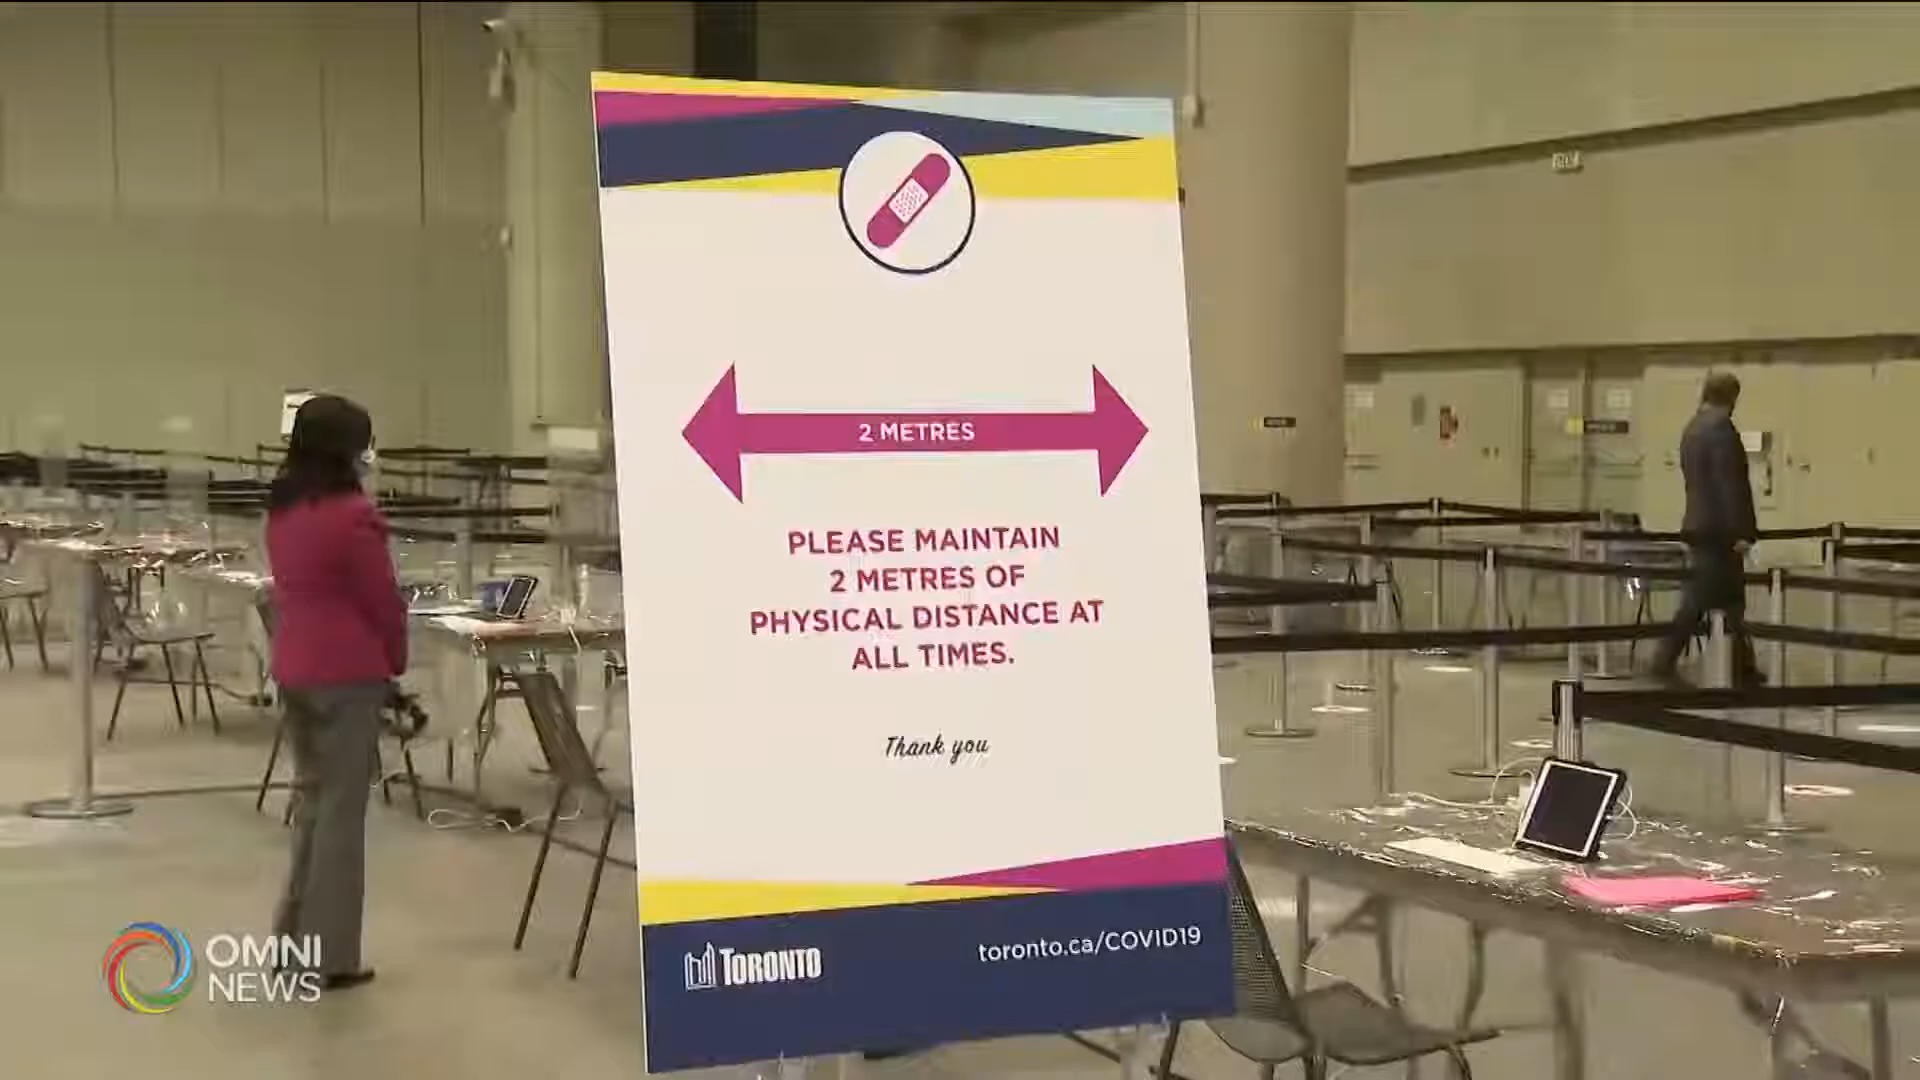 2 METRES
PLEASE MAINTAIN
2 METRES OF
PHYSICAL DISTANCE AT
ALL TIMES.
Thank you
TORONTO
toronto.ca/COVID19
OMNI
NEWS